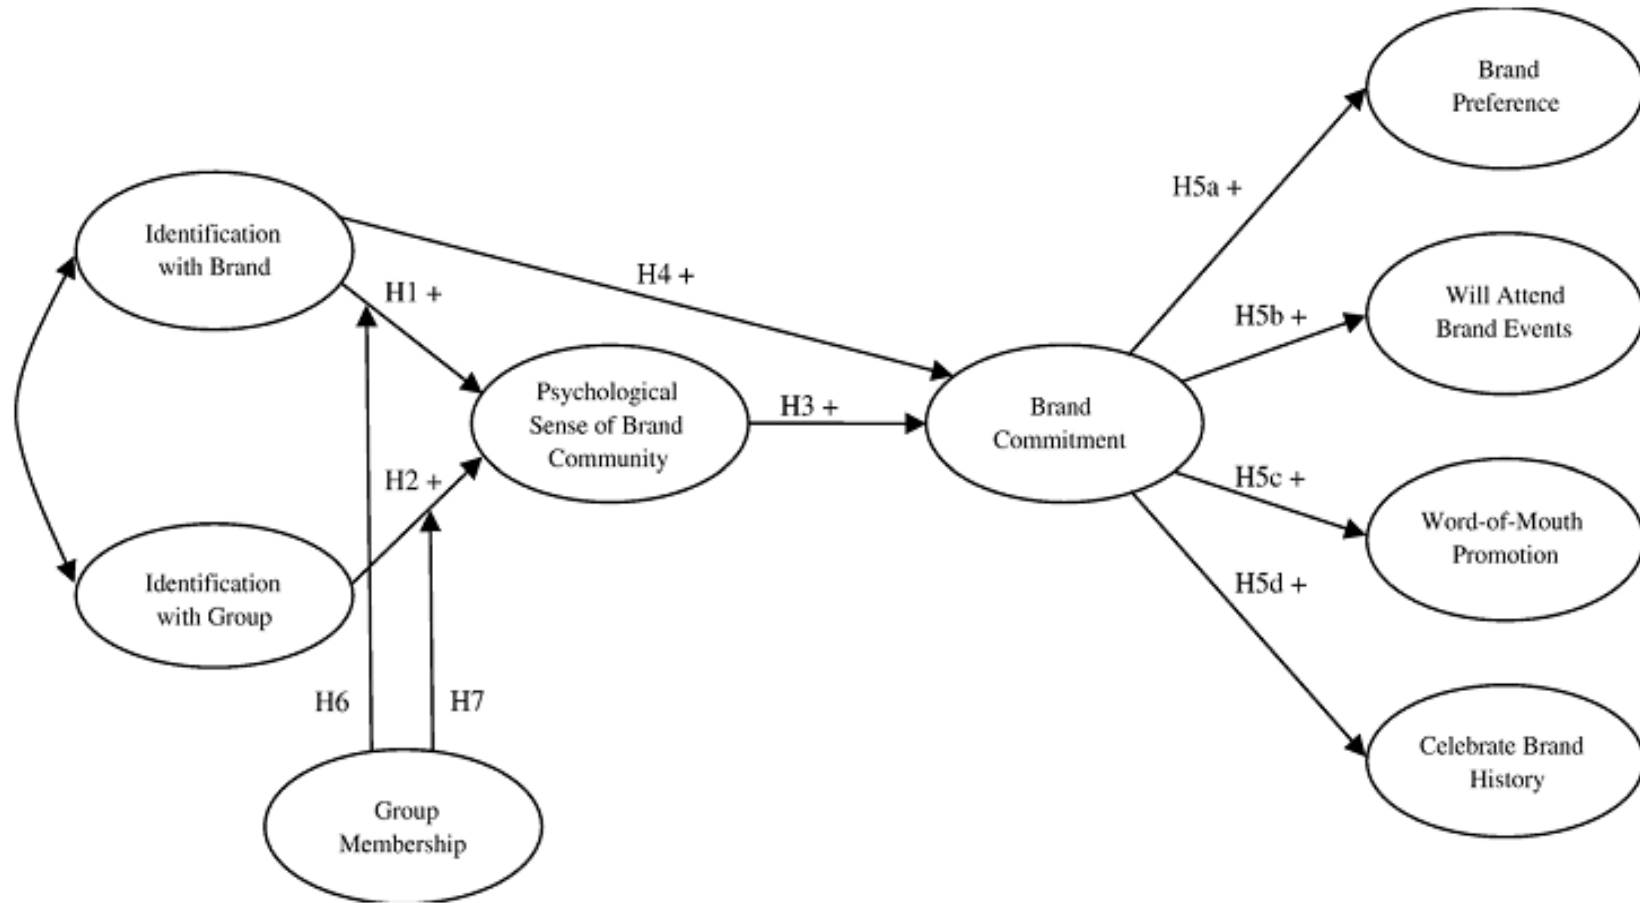 Brand
Preference
H5a +
Identification
with Brand
H4 +
H1 +
Will Attend
Brand Events
H5b +
Psychological
Sense of Brand
Community
H3 +
Brand
Commitment
H2 +
H5c +
Word-of-Mouth
Promotion
Identification
with Group
H5d +
H6
H7
Celebrate Brand
History
Group
Membership